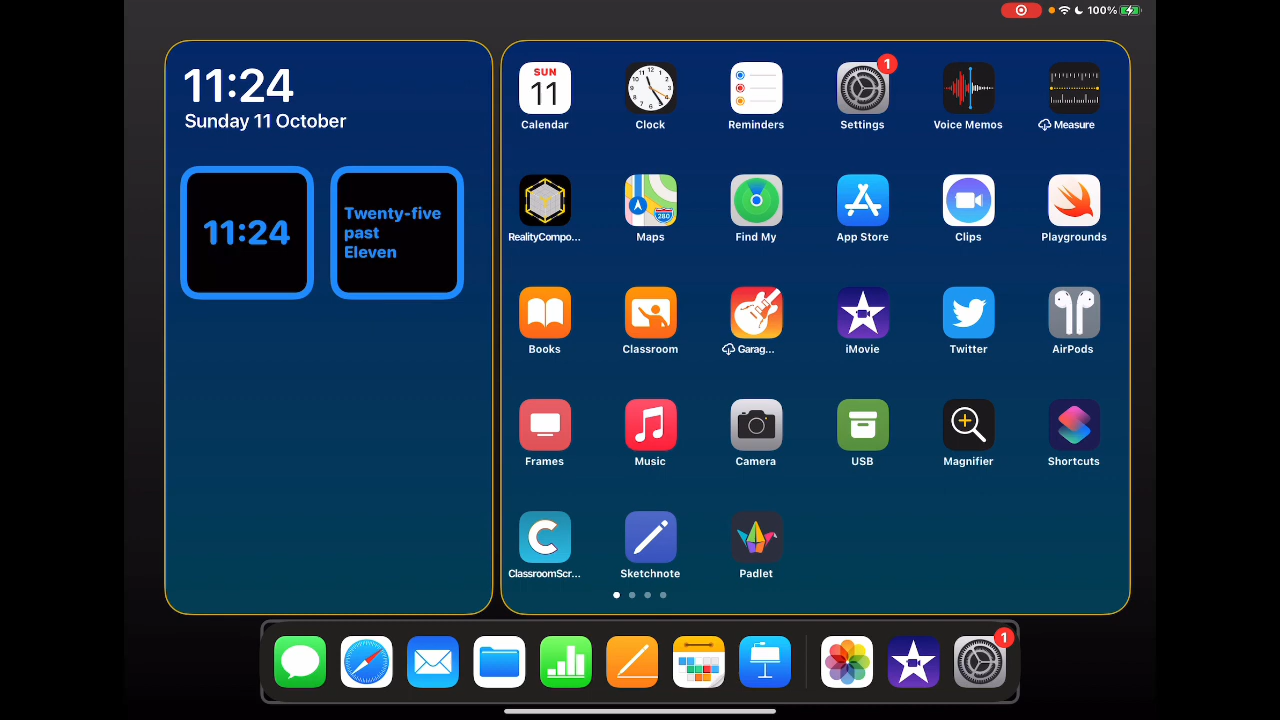 100%
11:24
Sunday 11 October
11:24
Twenty-five
past
Eleven
SUN
11
Calendar
12
Clock
Reminders
1
Settings
Voice Memos
Measure
RealityCompo...
280
Maps
Find My
App Store
Clips
Playgrounds
Books
Classroom
Garag...
iMovie
Twitter
AirPods
Frames
Music
Camera
USB
Magnifier
Shortcuts
C
ClassroomScr...
Sketchnote
Padlet
1